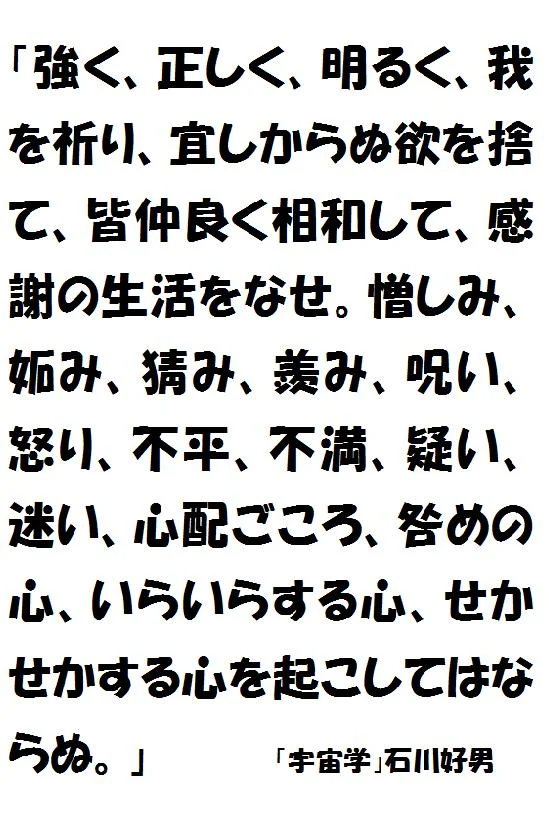 「強く、正しく、明るく、我
を祈り、宜しからぬ欲を捨
て、皆仲良く相和して、感
謝の生活をなせ。憎しみ、
妬み、猜み、羨み、呪い、
怒り、不平、不満、疑い、
迷い、心配ごころ、咎めの
心、いらいらする心、せか
せかする心を起こしてはな
らぬ。」 「宇宙学」石川好男